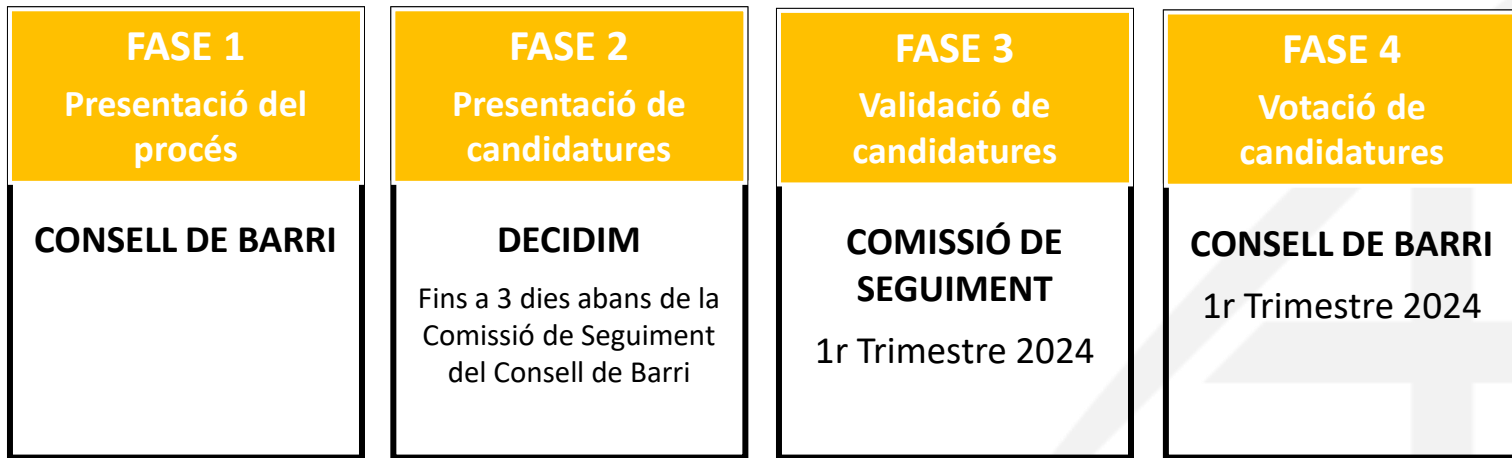 FASE 1
Presentació del
procés
CONSELL DE BARRI
FASE 2
Presentació de
candidatures
DECIDIM
Fins a 3 dies abans de la
Comissió de Seguiment
del Consell de Barri
FASE 3
Validació de
candidatures
COMISSIÓ DE
SEGUIMENT
1r Trimestre 2024
FASE 4
Votació de
candidatures
CONSELL DE BARRI
1r Trimestre 2024